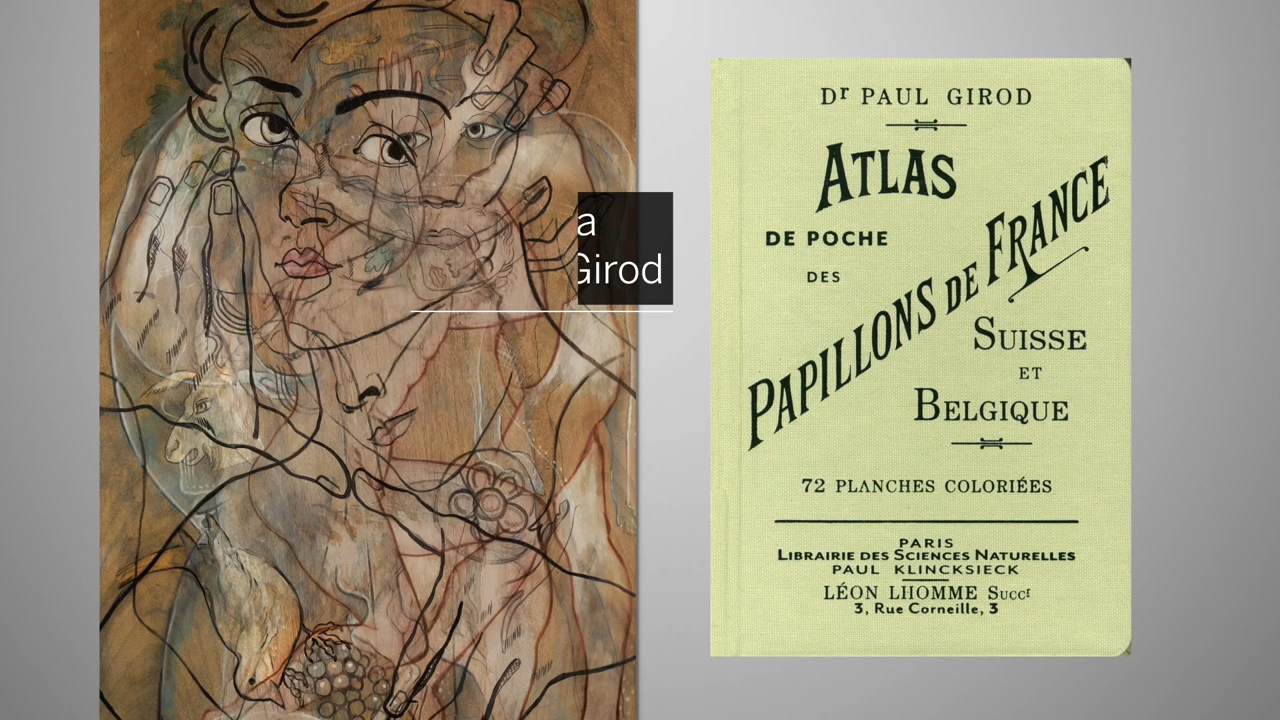 a
Girod
Dr PAUL GIROD
ATLAS
DE POCHE
DES
PAPILLONS DE FRANCE
SUISSE
ET
BELGIQUE
72 PLANCHES COLORIÉES
PARIS
LIBRAIRIE DES SCIENCES NATURELLES
PAUL KLINCKSIECK
LÉON LHOMME Succr
3, Rue Corneille, 3